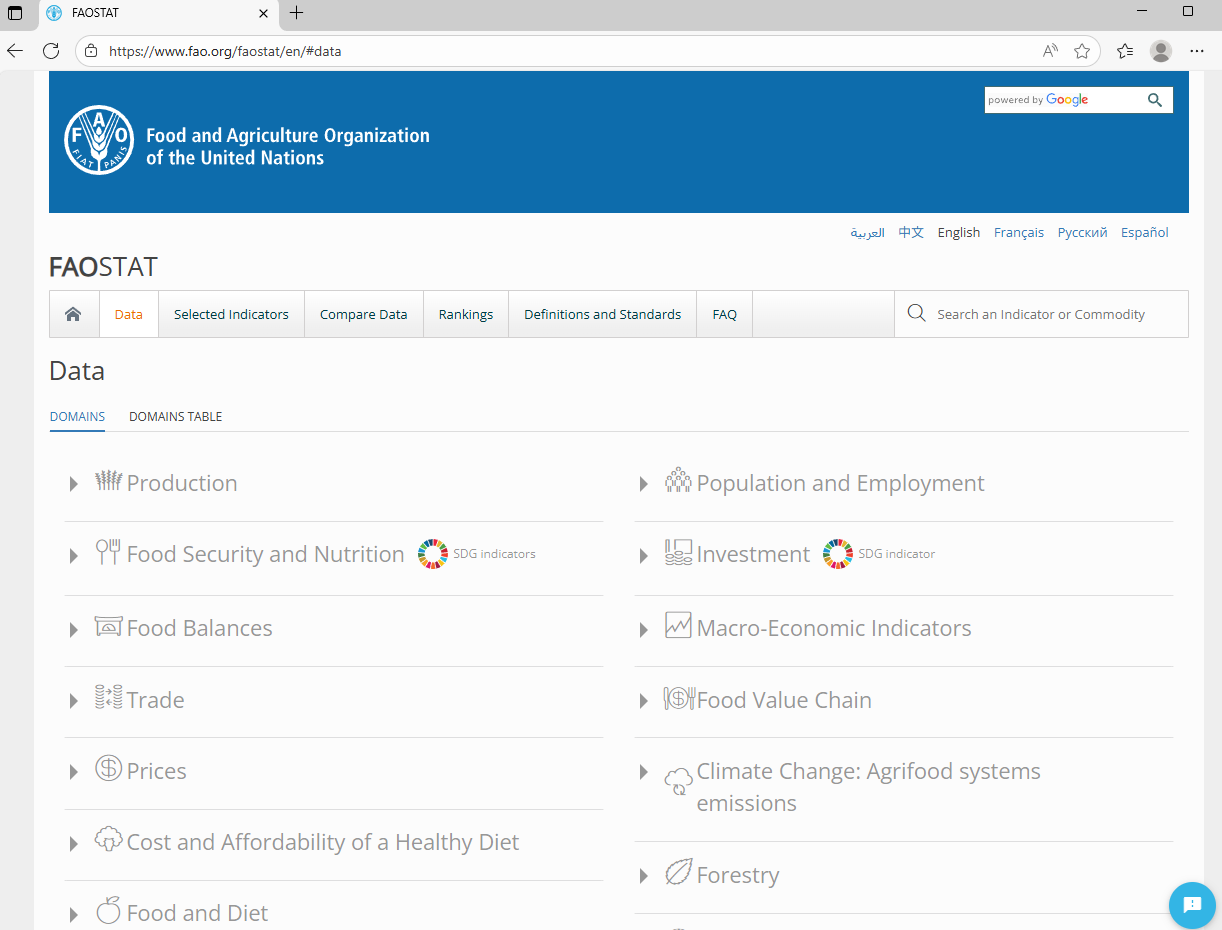 FAOSTAT
https://www.fao.org/faostat/en/#data
powered by Google
F A O
FIAT PANIS
Food and Agriculture Organization
of the United Nations
العربية 中文 English Français Русский Español
FAOSTAT
Data Selected Indicators Compare Data Rankings Definitions and Standards FAQ Search an Indicator or Commodity
Data
DOMAINS DOMAINS TABLE
Production
Food Security and Nutrition SDG indicators
Food Balances
Trade
Prices
Cost and Affordability of a Healthy Diet
Food and Diet
Population and Employment
Investment SDG indicator
Macro-Economic Indicators
Food Value Chain
Climate Change: Agrifood systems
emissions
Forestry